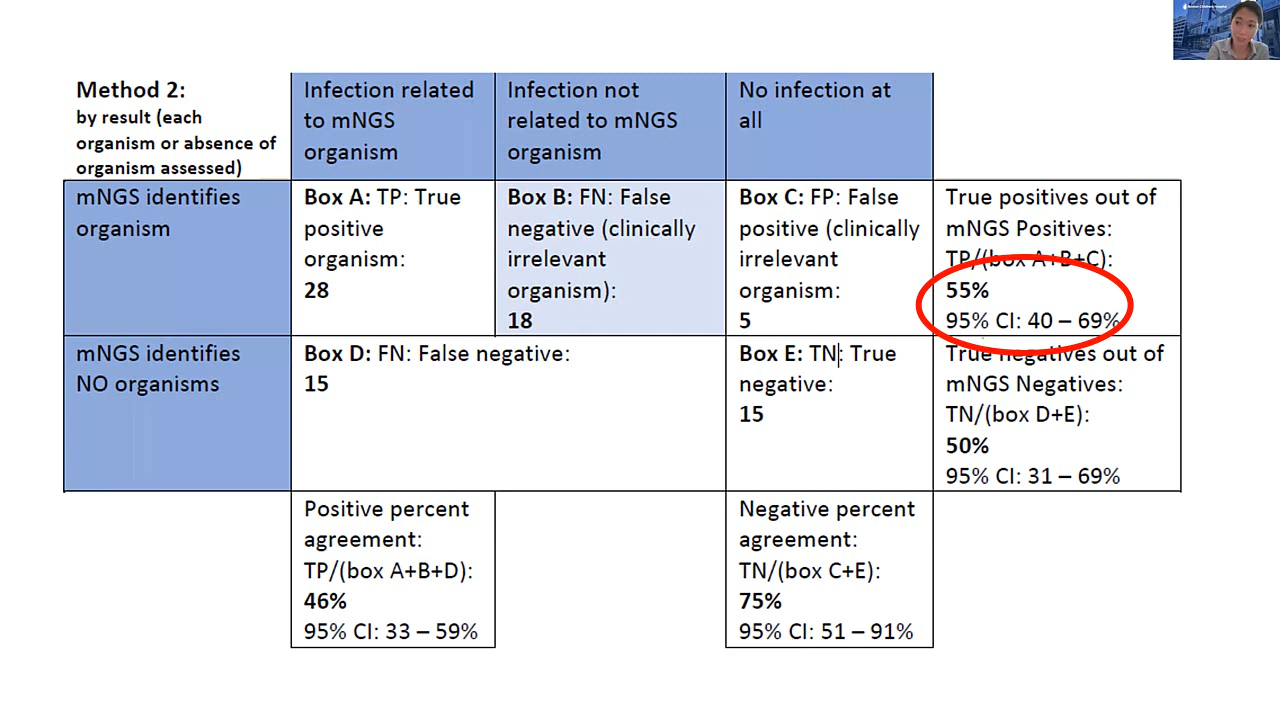 Method 2:
by result (each
organism or absence of
organism assessed)
Infection related
to mNGS
organism
Infection not
related to mNGS
organism
No infection at
all
mNGS identifies
organism
Box A: TP: True
positive
organism:
28
Box B: FN: False
negative (clinically
irrelevant
organism):
18
Box C: FP: False
positive (clinically
irrelevant
organism:
5
True positives out of
mNGS Positives:
TP/(box A+B+C):
55%
95% CI: 40 – 69%
mNGS identifies
NO organisms
Box D: FN: False negative:
15
Box E: TN: True
negative:
15
True negatives out of
mNGS Negatives:
TN/(box D+E):
50%
95% CI: 31 – 69%
Positive percent
agreement:
TP/(box A+B+D):
46%
95% CI: 33 – 59%
Negative percent
agreement:
TN/(box C+E):
75%
95% CI: 51 – 91%